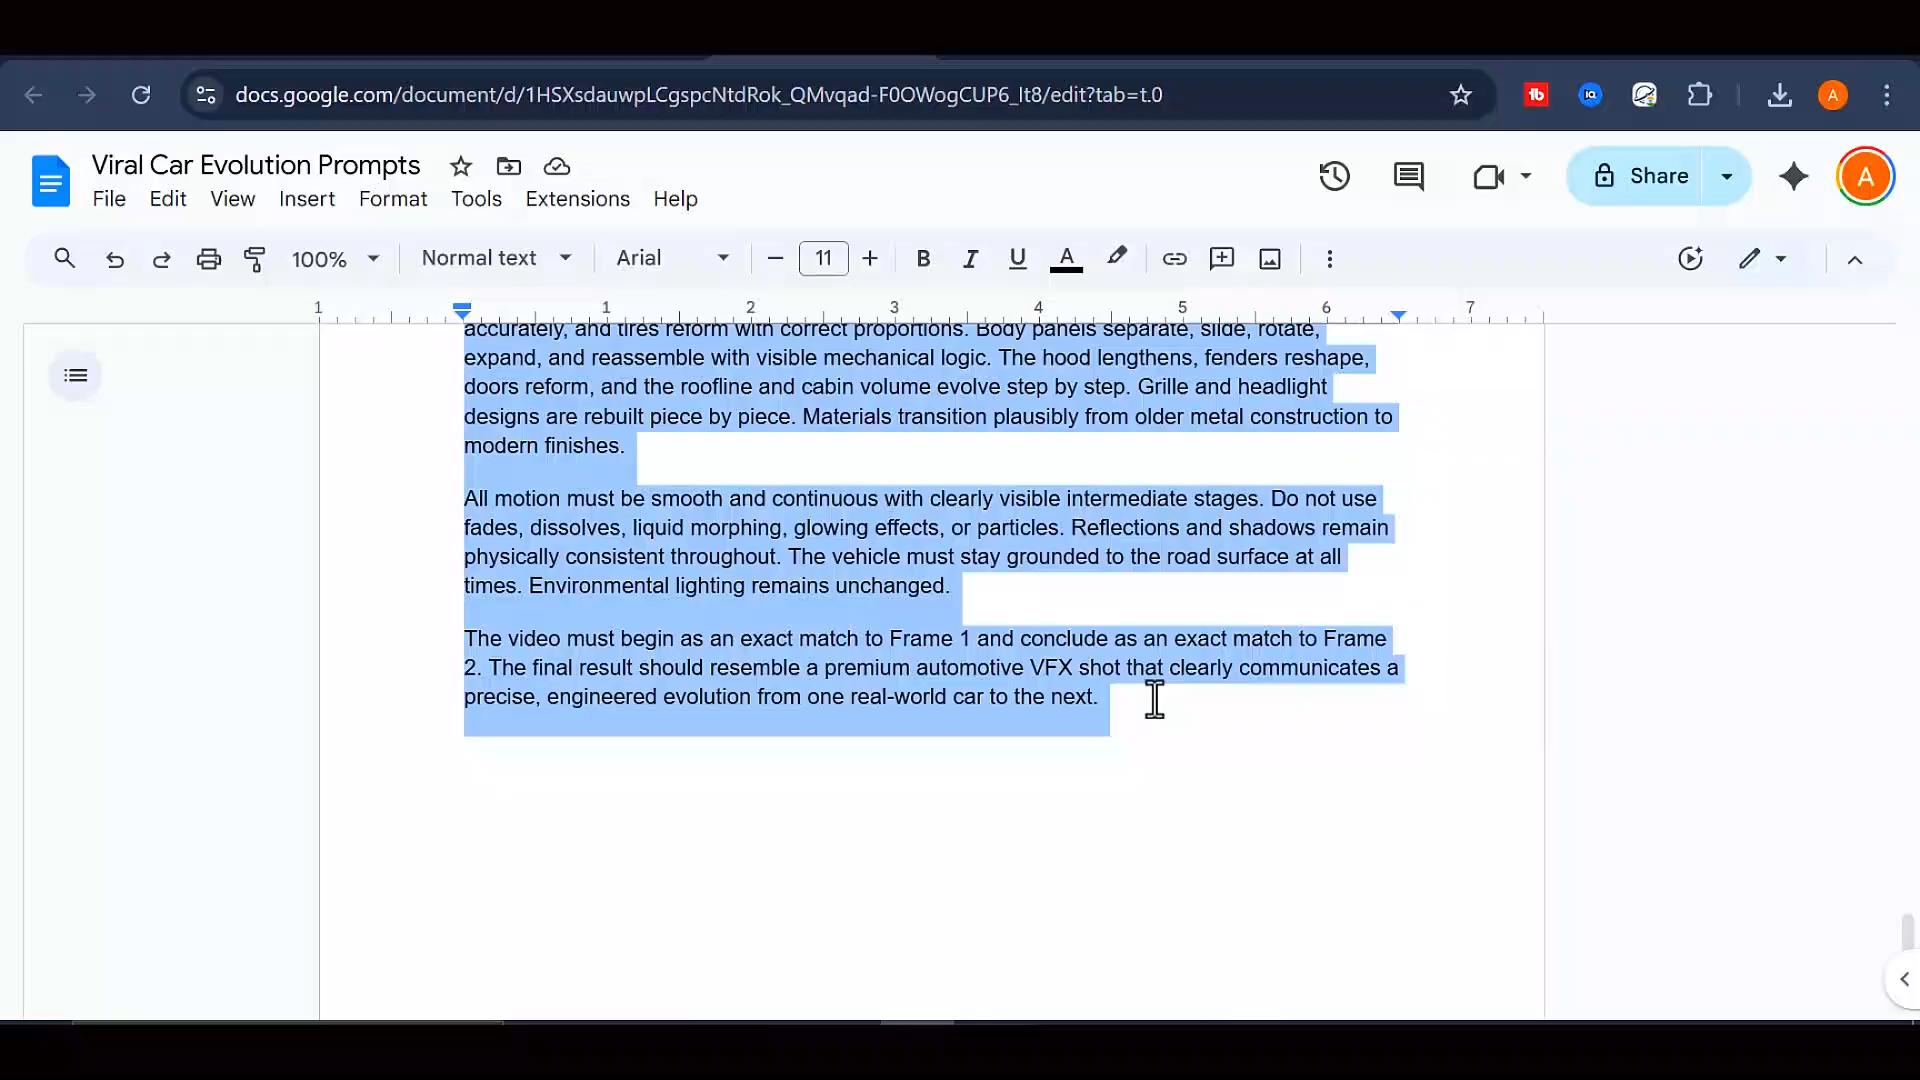 docs.google.com/document/d/1HSXsdauwpLCgspcNtdRok_QMvqad-F0OWogCUP6_It8/edit?tab=t.0
Viral Car Evolution Prompts
File Edit View Insert Format Tools Extensions Help
Share
A
100% Normal text Arial 11 B I U A
1 1 2 3 4 5 6 7
accurately, and tires reform with correct proportions. Body panels separate, slide, rotate,
expand, and reassemble with visible mechanical logic. The hood lengthens, fenders reshape,
doors reform, and the roofline and cabin volume evolve step by step. Grille and headlight
designs are rebuilt piece by piece. Materials transition plausibly from older metal construction to
modern finishes.
All motion must be smooth and continuous with clearly visible intermediate stages. Do not use
fades, dissolves, liquid morphing, glowing effects, or particles. Reflections and shadows remain
physically consistent throughout. The vehicle must stay grounded to the road surface at all
times. Environmental lighting remains unchanged.
The video must begin as an exact match to Frame 1 and conclude as an exact match to Frame
2. The final result should resemble a premium automotive VFX shot that clearly communicates a
precise, engineered evolution from one real-world car to the next.